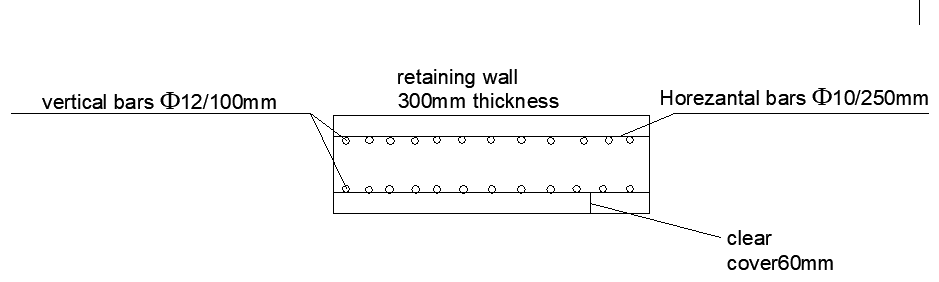 retaining wall
300mm thickness
vertical bars Φ12/100mm
Horezantal bars Φ10/250mm
clear
cover60mm